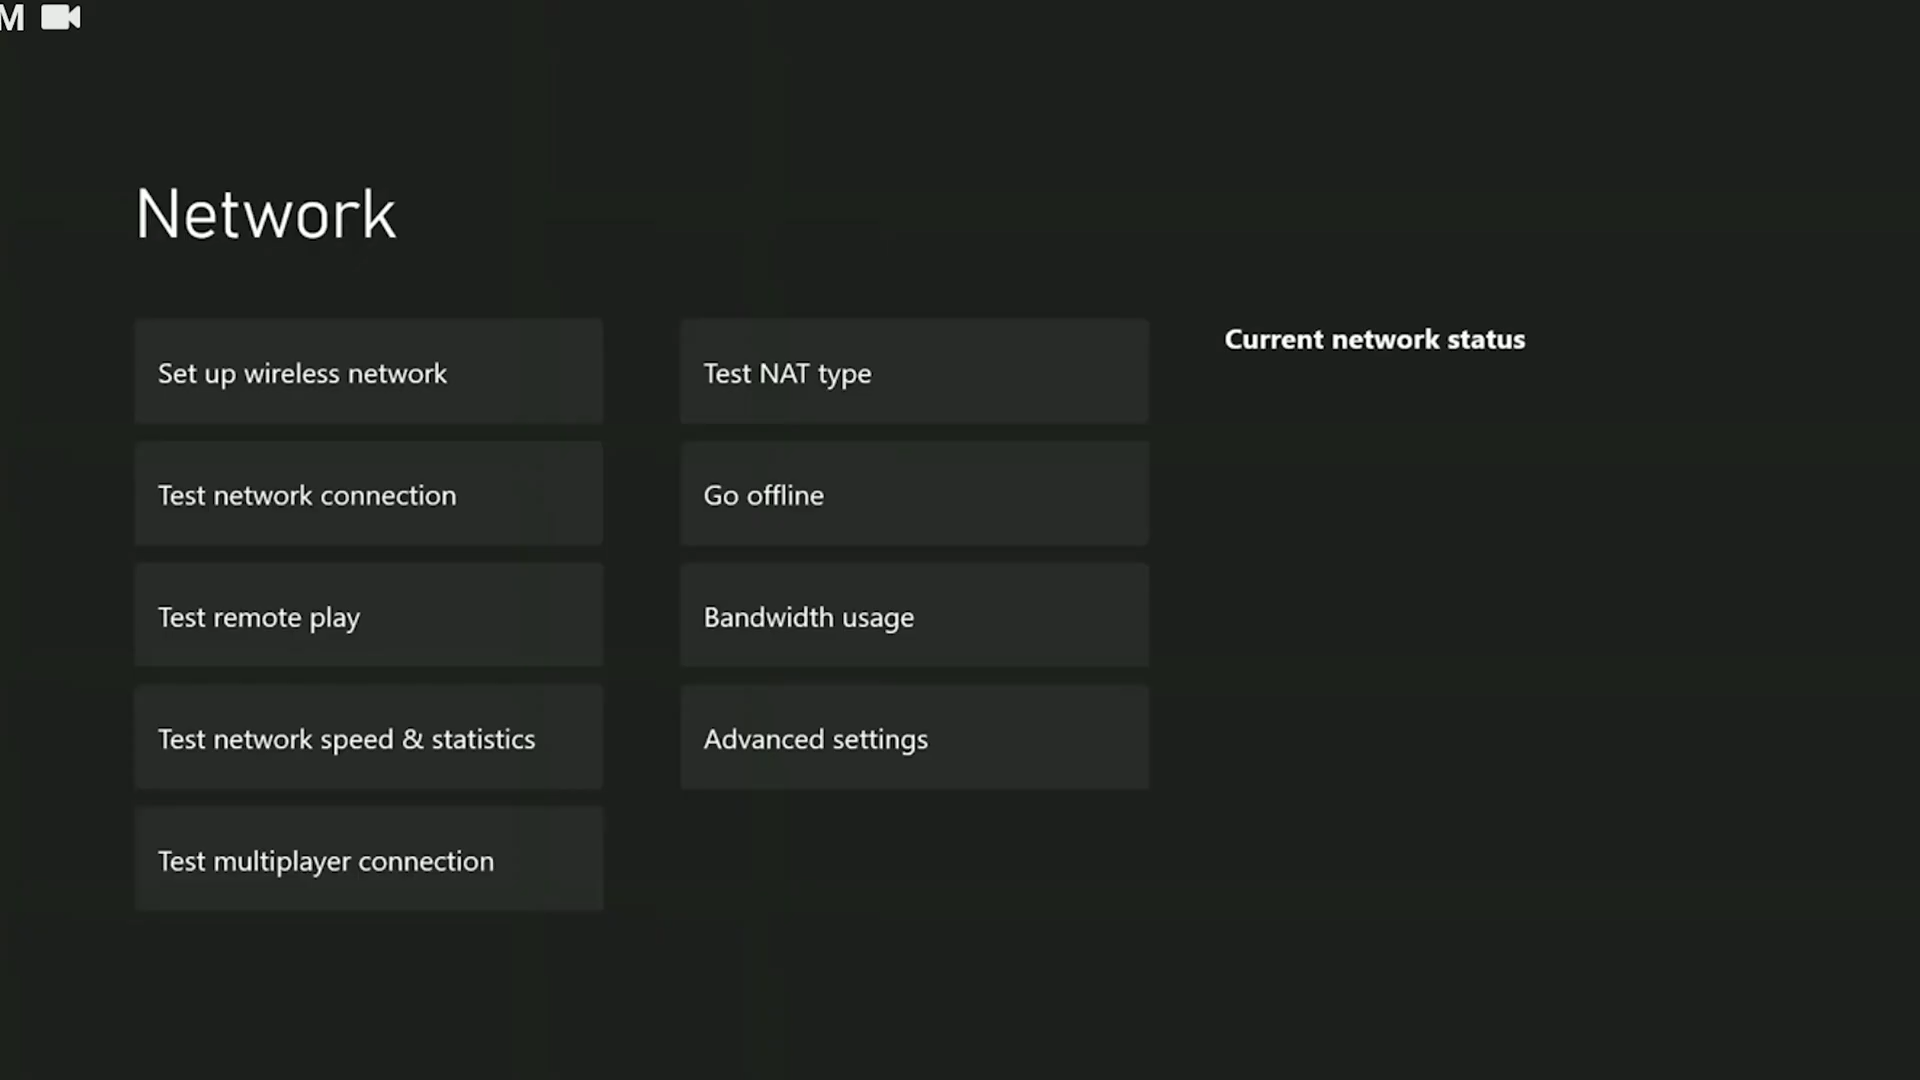 M
Network
Set up wireless network
Test network connection
Test remote play
Test network speed & statistics
Test multiplayer connection
Test NAT type
Go offline
Bandwidth usage
Advanced settings
Current network status